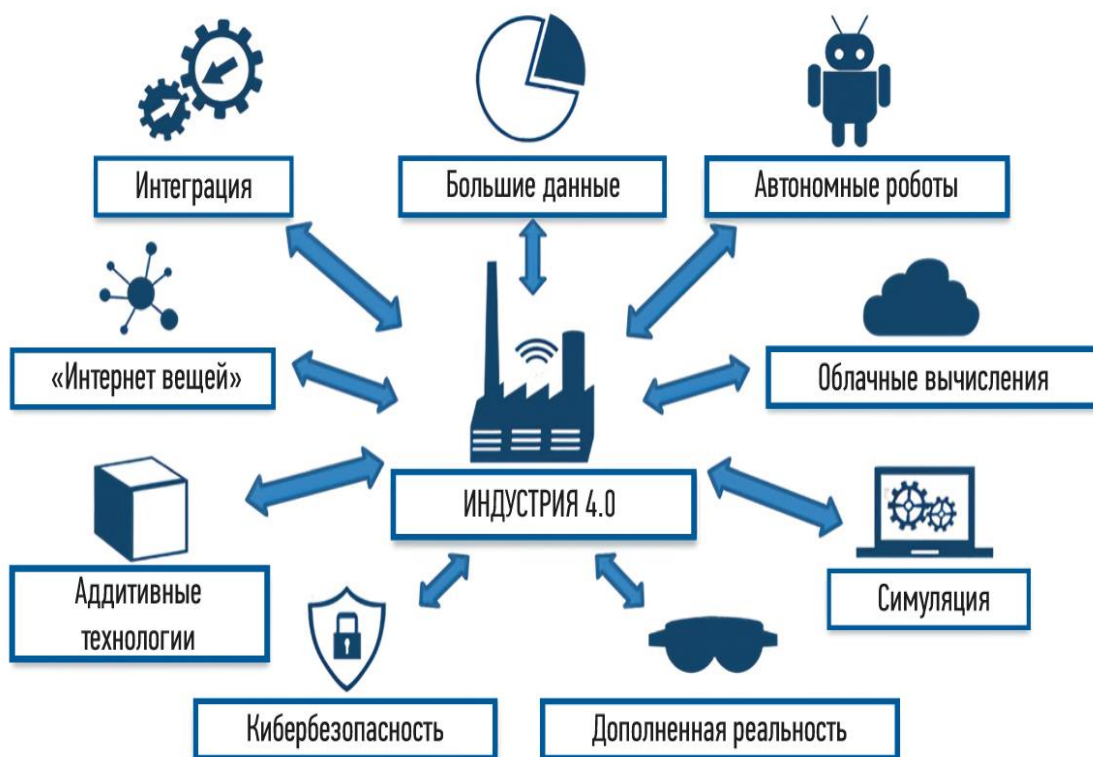 Интеграция
Большие данные
Автономные роботы
«Интернет вещей»
Облачные вычисления
ИНДУСТРИЯ 4.0
Аддитивные
технологии
Симуляция
Кибербезопасность
Дополненная реальность